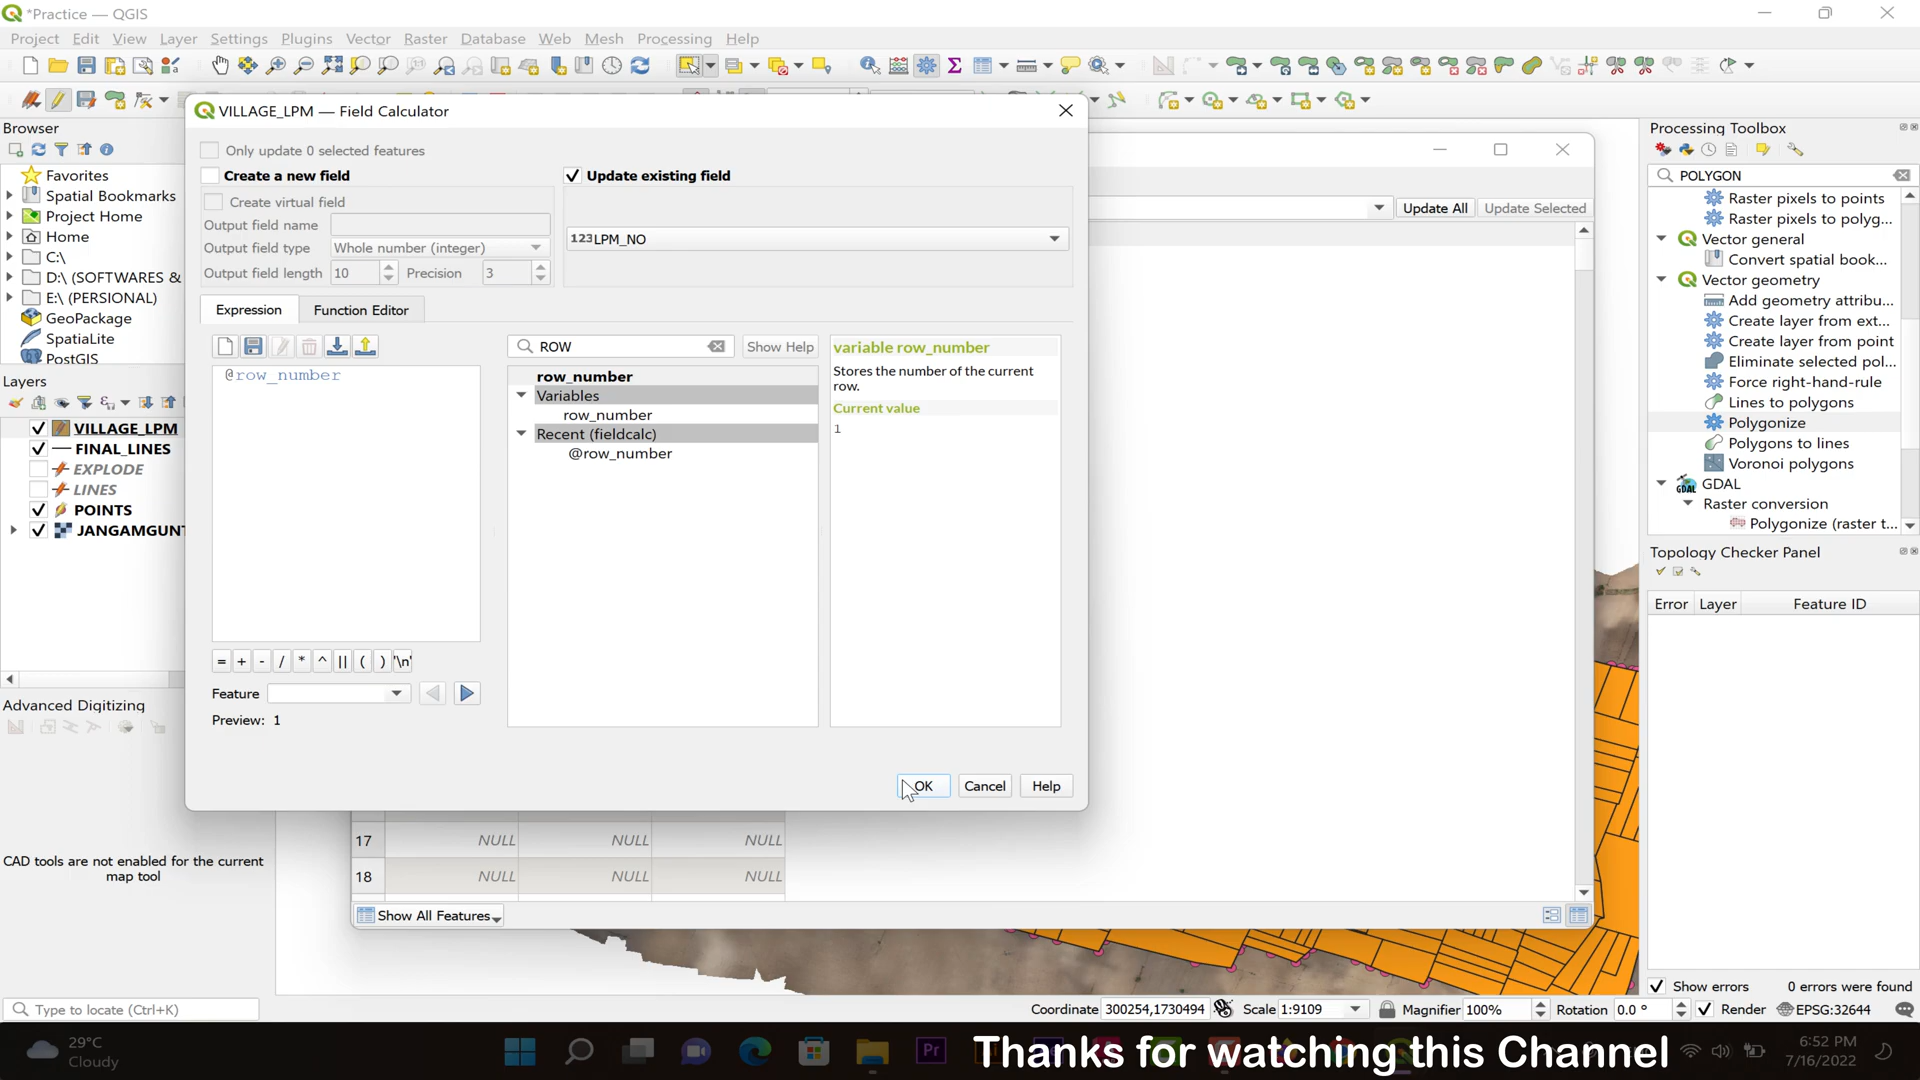 *Practice — QGIS
Project Edit View Layer Settings Plugins Vector Raster Database Web Mesh Processing Help
Browser
Favorites
Spatial Bookmarks
Project Home
Home
C:\
D:\ (SOFTWARES &
E:\ (PERSIONAL)
GeoPackage
SpatiaLite
PostGIS
Layers
VILLAGE_LPM
FINAL_LINES
EXPLODE
LINES
POINTS
JANGAMGUNT
Advanced Digitizing
CAD tools are not enabled for the current
map tool
VILLAGE_LPM — Field Calculator
Only update 0 selected features
Create a new field
Update existing field
Create virtual field
Output field name
Output field type Whole number (integer)
Output field length 10 Precision 3
123 LPM_NO
Expression Function Editor
ROW
Show Help
@row_number
row_number
Variables
row_number
Recent (fieldcalc)
@row_number
variable row_number
Stores the number of the current
row.
Current value
1
= + - / * ^ || ( ) '\n'
Feature
Preview: 1
OK Cancel Help
Update All Update Selected
17 NULL NULL NULL
18 NULL NULL NULL
Show All Features
Processing Toolbox
POLYGON
Raster pixels to points
Raster pixels to polyg...
Vector general
Convert spatial book...
Vector geometry
Add geometry attribu...
Create layer from ext...
Create layer from point
Eliminate selected pol...
Force right-hand-rule
Lines to polygons
Polygonize
Polygons to lines
Voronoi polygons
GDAL
Raster conversion
Polygonize (raster t...
Topology Checker Panel
Error Layer Feature ID
Show errors 0 errors were found
Type to locate (Ctrl+K)
Coordinate 300254,1730494 Scale 1:9109 Magnifier 100% Rotation 0.0 ° Render EPSG:32644
29°C
Cloudy
Pr
Thanks for watching this Channel
6:52 PM
7/16/2022